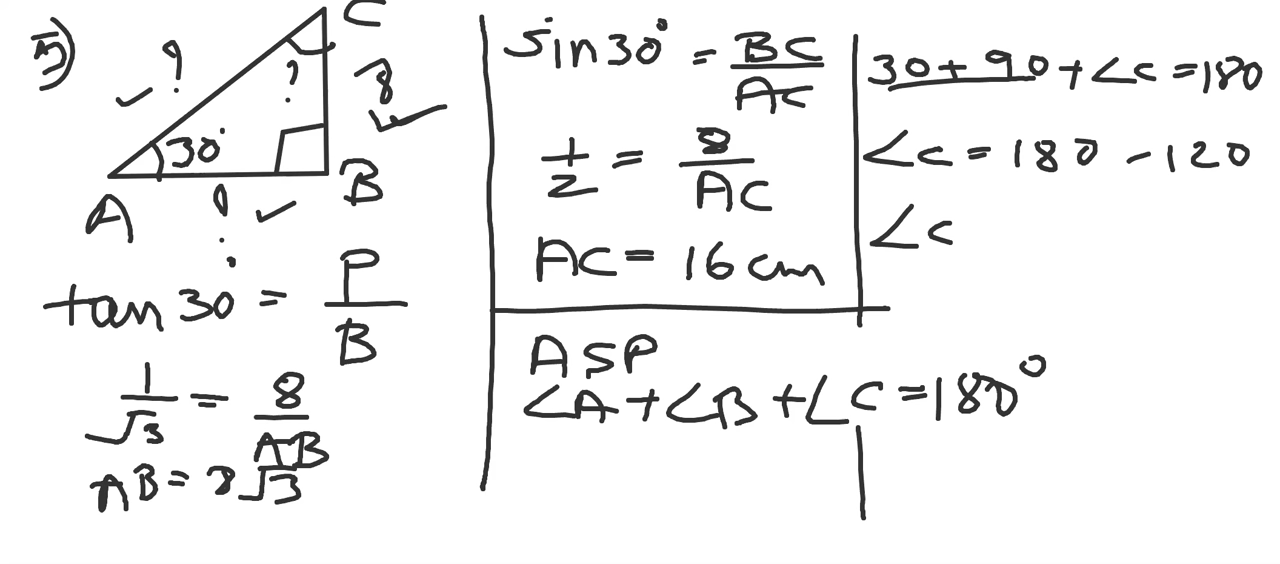 5)
?
C
?
8
30°
A
?
B
tan 30 = P/B
1/√3 = 8/AB
AB = 8√3
sin 30° = BC/AC
1/2 = 8/AC
AC = 16 cm
ASP
∠A + ∠B + ∠C = 180°
30 + 90 + ∠C = 180
∠C = 180 - 120
∠C